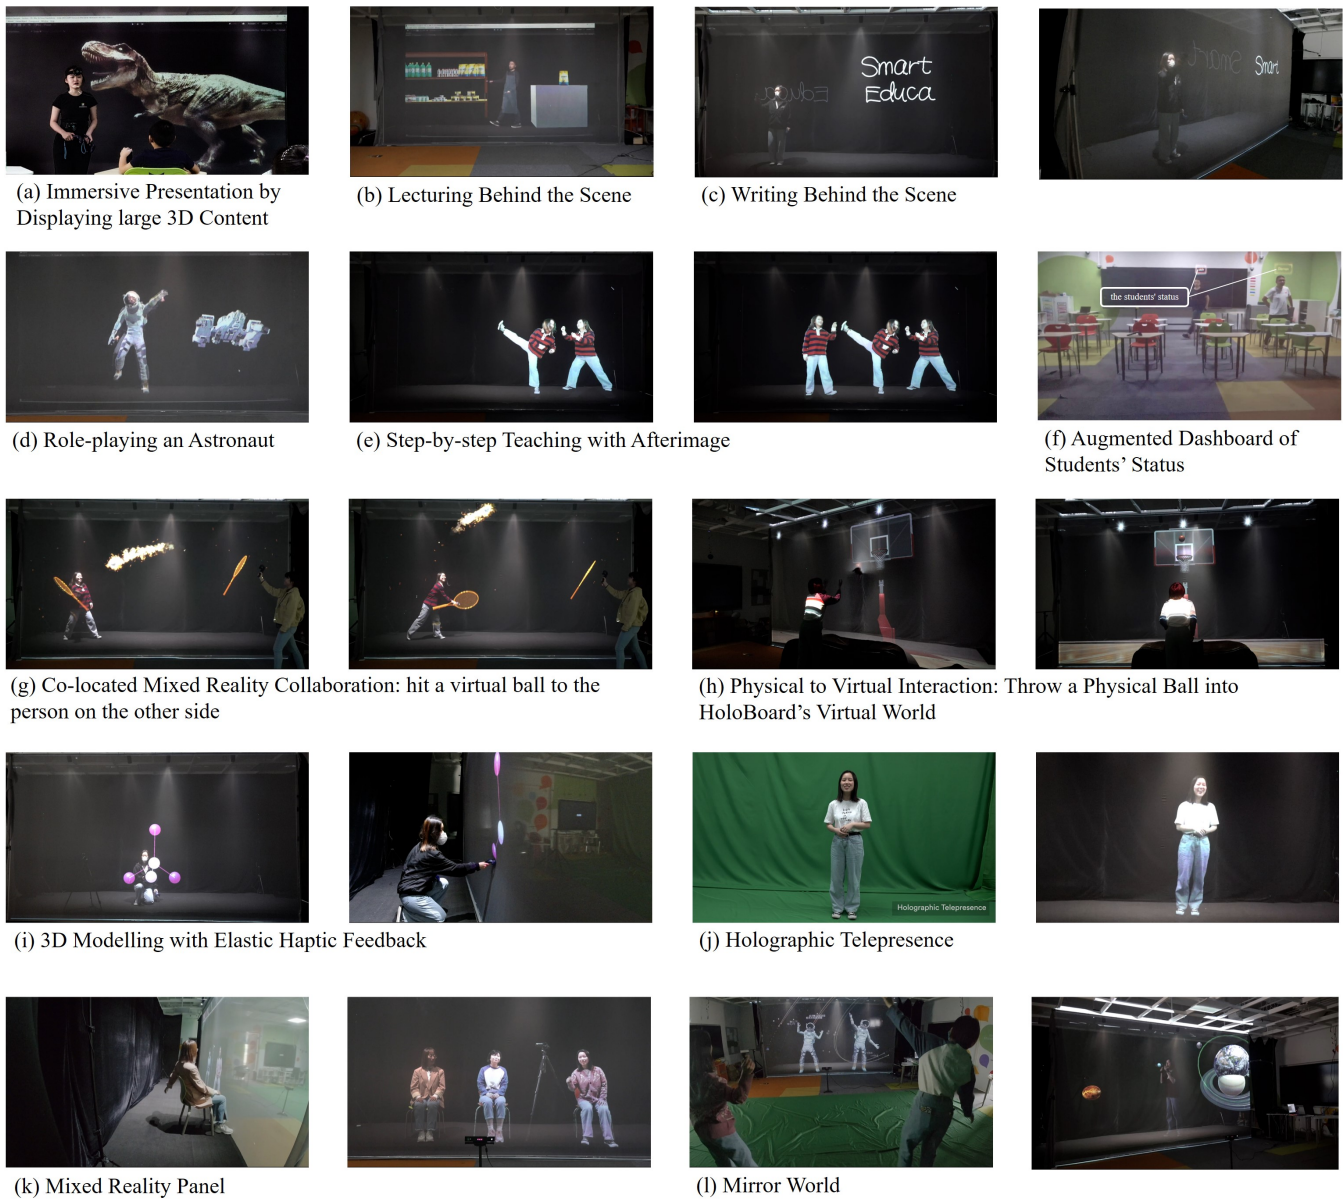 Smart
Educa
Smart
(a) Immersive Presentation by
Displaying large 3D Content
(b) Lecturing Behind the Scene
(c) Writing Behind the Scene
the students' status
(d) Role-playing an Astronaut
(e) Step-by-step Teaching with Afterimage
(f) Augmented Dashboard of
Students’ Status
(g) Co-located Mixed Reality Collaboration: hit a virtual ball to the
person on the other side
(h) Physical to Virtual Interaction: Throw a Physical Ball into
HoloBoard’s Virtual World
Holographic Telepresence
(i) 3D Modelling with Elastic Haptic Feedback
(j) Holographic Telepresence
(k) Mixed Reality Panel
(l) Mirror World